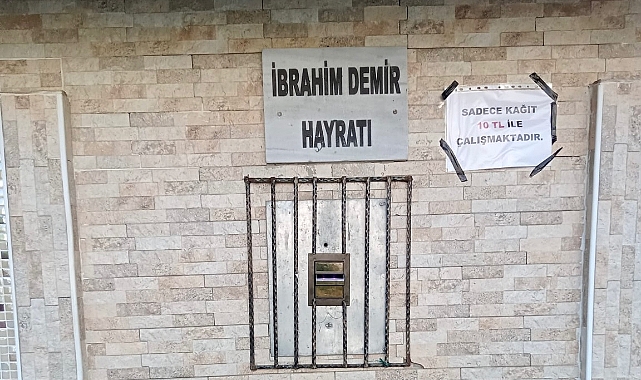 İBRAHİM DEMİR
HAYRATI
SADECE KAĞIT
10 TL İLE
ÇALIŞMAKTADIR.